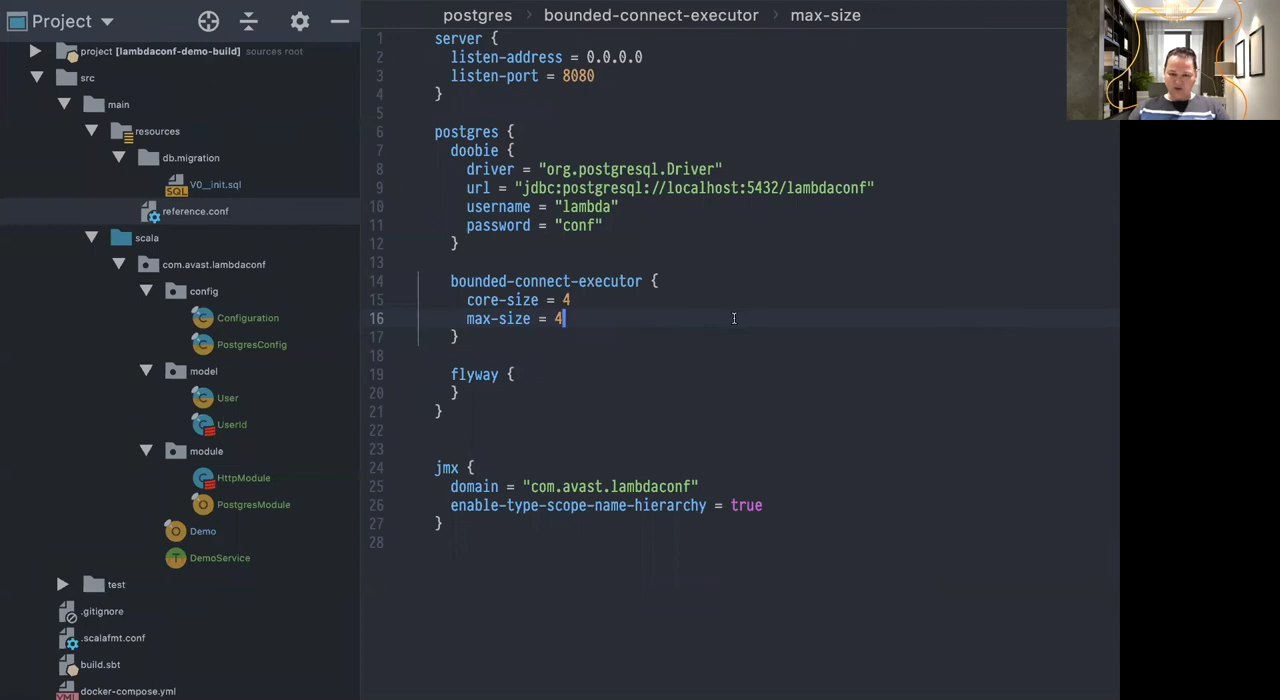 Project
project [lambdaconf-demo-build] sources root
src
main
resources
db.migration
SQL
V0__init.sql
reference.conf
scala
com.avast.lambdaconf
config
Configuration
PostgresConfig
model
User
UserId
module
HttpModule
PostgresModule
Demo
DemoService
test
.gitignore
.scalafmt.conf
build.sbt
docker-compose.yml
YML
postgres › bounded-connect-executor › max-size
1 server {
2 listen-address = 0.0.0.0
3 listen-port = 8080
4 }
5
6 postgres {
7 doobie {
8 driver = "org.postgresql.Driver"
9 url = "jdbc:postgresql://localhost:5432/lambdaconf"
10 username = "lambda"
11 password = "conf"
12 }
13
14 bounded-connect-executor {
15 core-size = 4
16 max-size = 4
17 }
18
19 flyway {
20 }
21 }
22
23
24 jmx {
25 domain = "com.avast.lambdaconf"
26 enable-type-scope-name-hierarchy = true
27 }
28